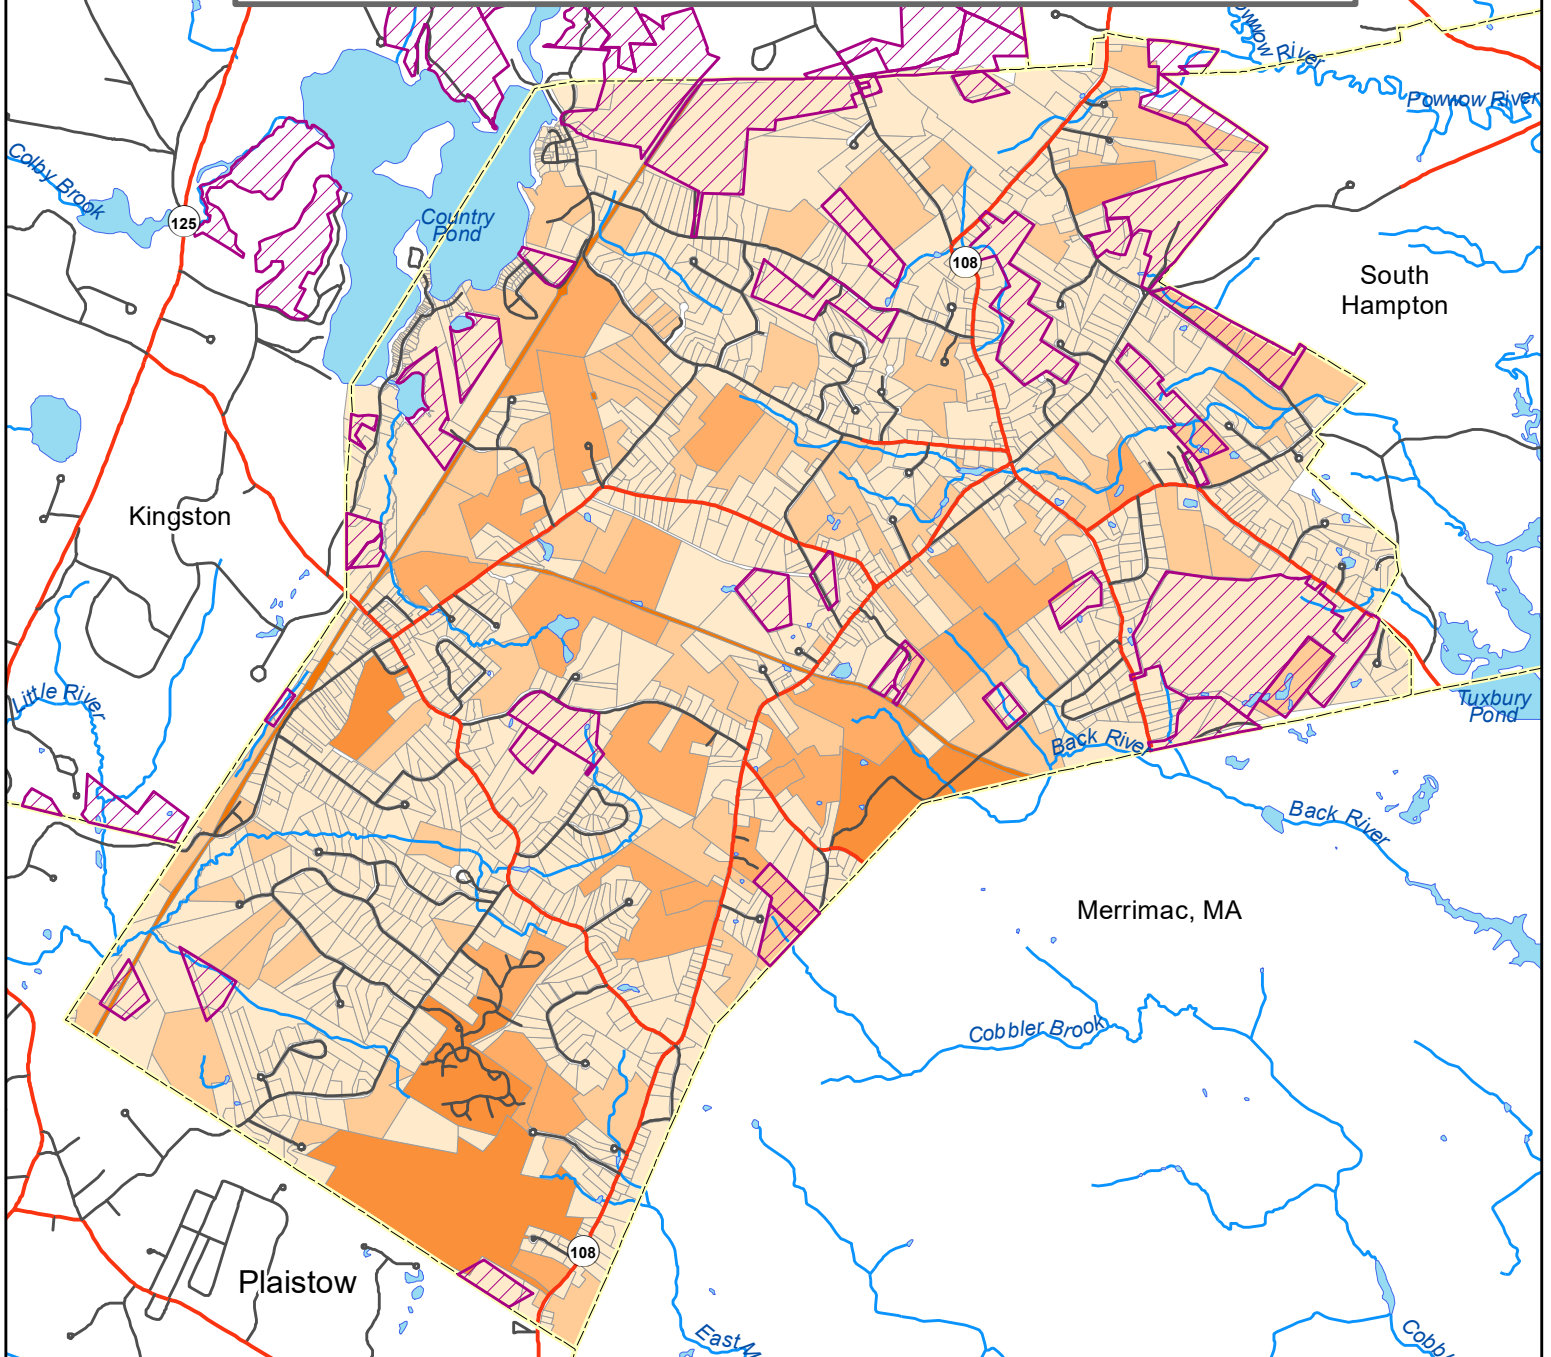 River
Powwow River
Colby Brook
125
Country
Pond
108
South
Hampton
Kingston
Little River
Tuxbury
Pond
Back River
Back River
Merrimac, MA
Cobbler Brook
108
Plaistow
East